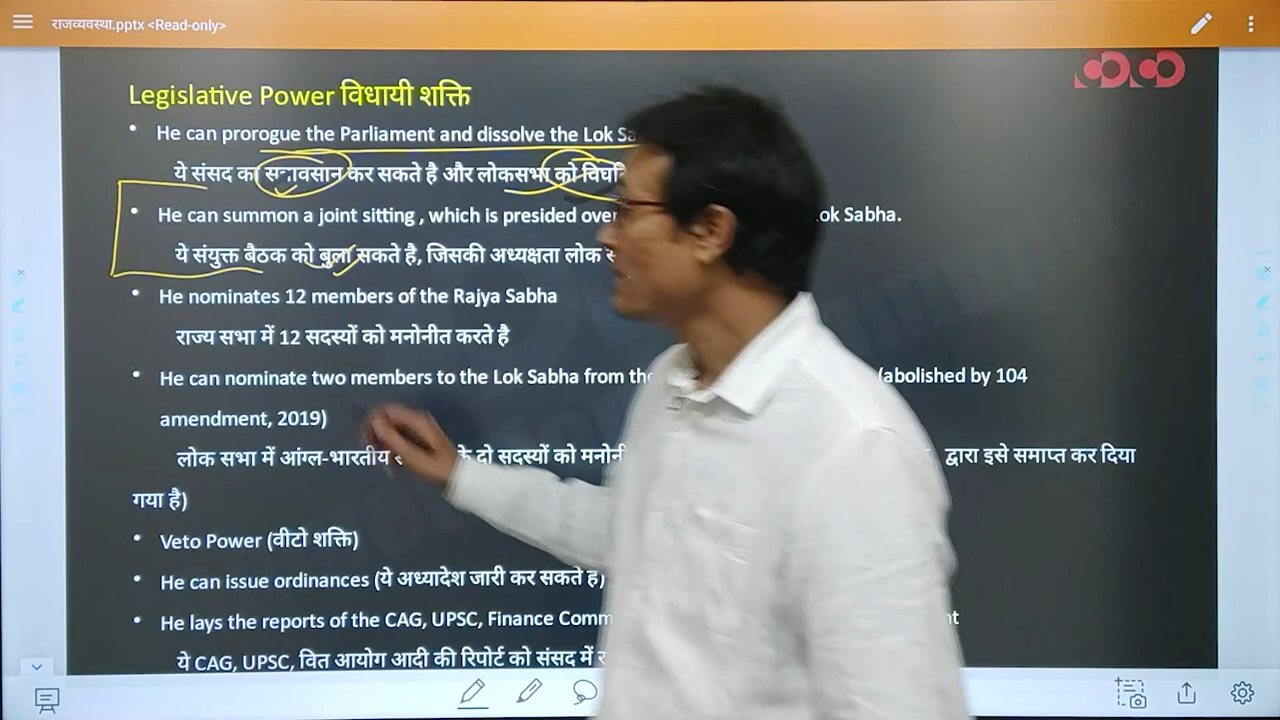 राजव्यवस्था.pptx <Read-only>
Legislative Power विधायी शक्ति
• He can prorogue the Parliament and dissolve the Lok Sa
ये संसद का कर सकते है और लोकसभा को
• He can summon a joint sitting , which is presided over ok Sabha.
ये संयुक्त बैठक को बुला सकते है, जिसकी अध्यक्षता लोक
• He nominates 12 members of the Rajya Sabha
राज्य सभा में 12 सदस्यों को मनोनीत करते है
• He can nominate two members to the Lok Sabha from the (abolished by 104
amendment, 2019)
लोक सभा में आंग्ल-भारतीय के दो सदस्यों को द्वारा इसे समाप्त कर दिया
गया है)
• Veto Power (वीटो शक्ति)
• He can issue ordinances (ये अध्यादेश जारी कर सकते है)
• He lays the reports of the CAG, UPSC, Finance Comm nt
ये CAG, UPSC, वित आयोग आदी की रिपोर्ट को संसद में